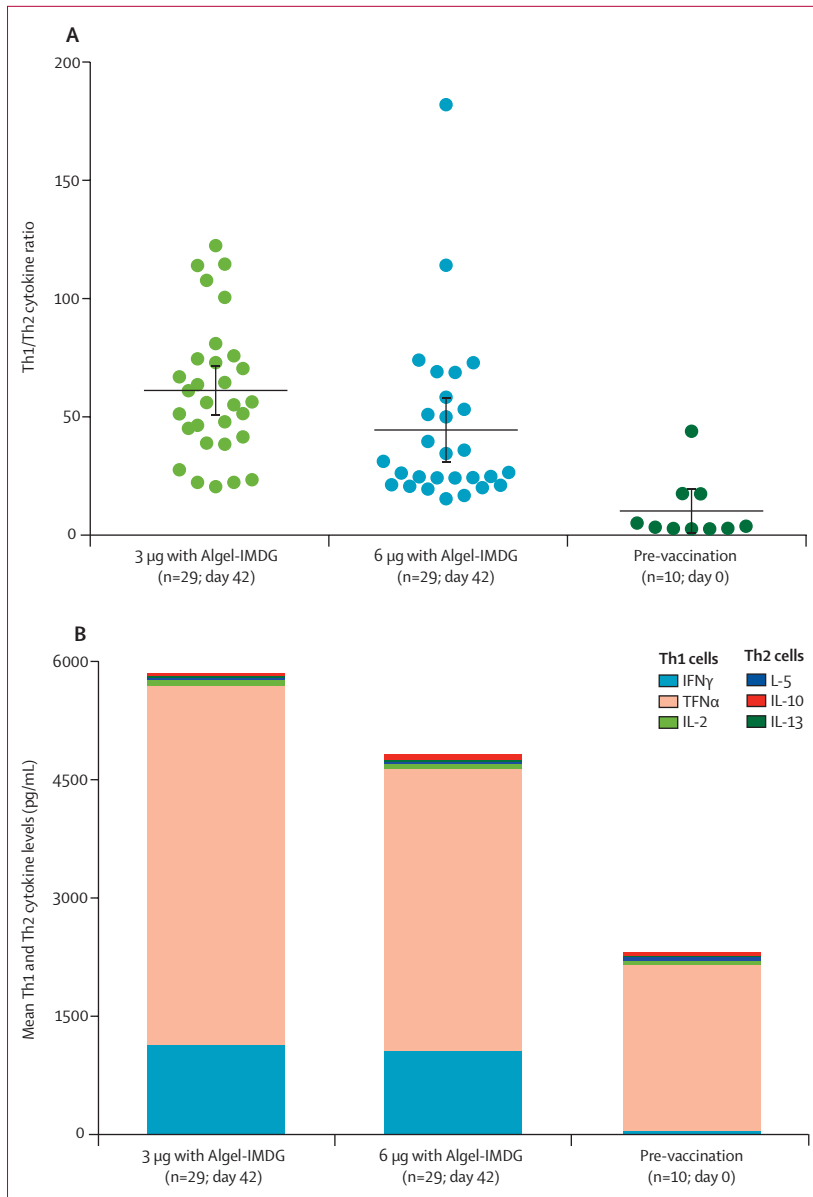 A
200
150
100
50
0
Th1/Th2 cytokine ratio
3 µg with Algel-IMDG
(n=29; day 42)
6 µg with Algel-IMDG
(n=29; day 42)
Pre-vaccination
(n=10; day 0)
B
6000
4500
3000
1500
0
Mean Th1 and Th2 cytokine levels (pg/mL)
Th1 cells
IFNγ
TFNα
IL-2
Th2 cells
L-5
IL-10
IL-13
3 µg with Algel-IMDG
(n=29; day 42)
6 µg with Algel-IMDG
(n=29; day 42)
Pre-vaccination
(n=10; day 0)